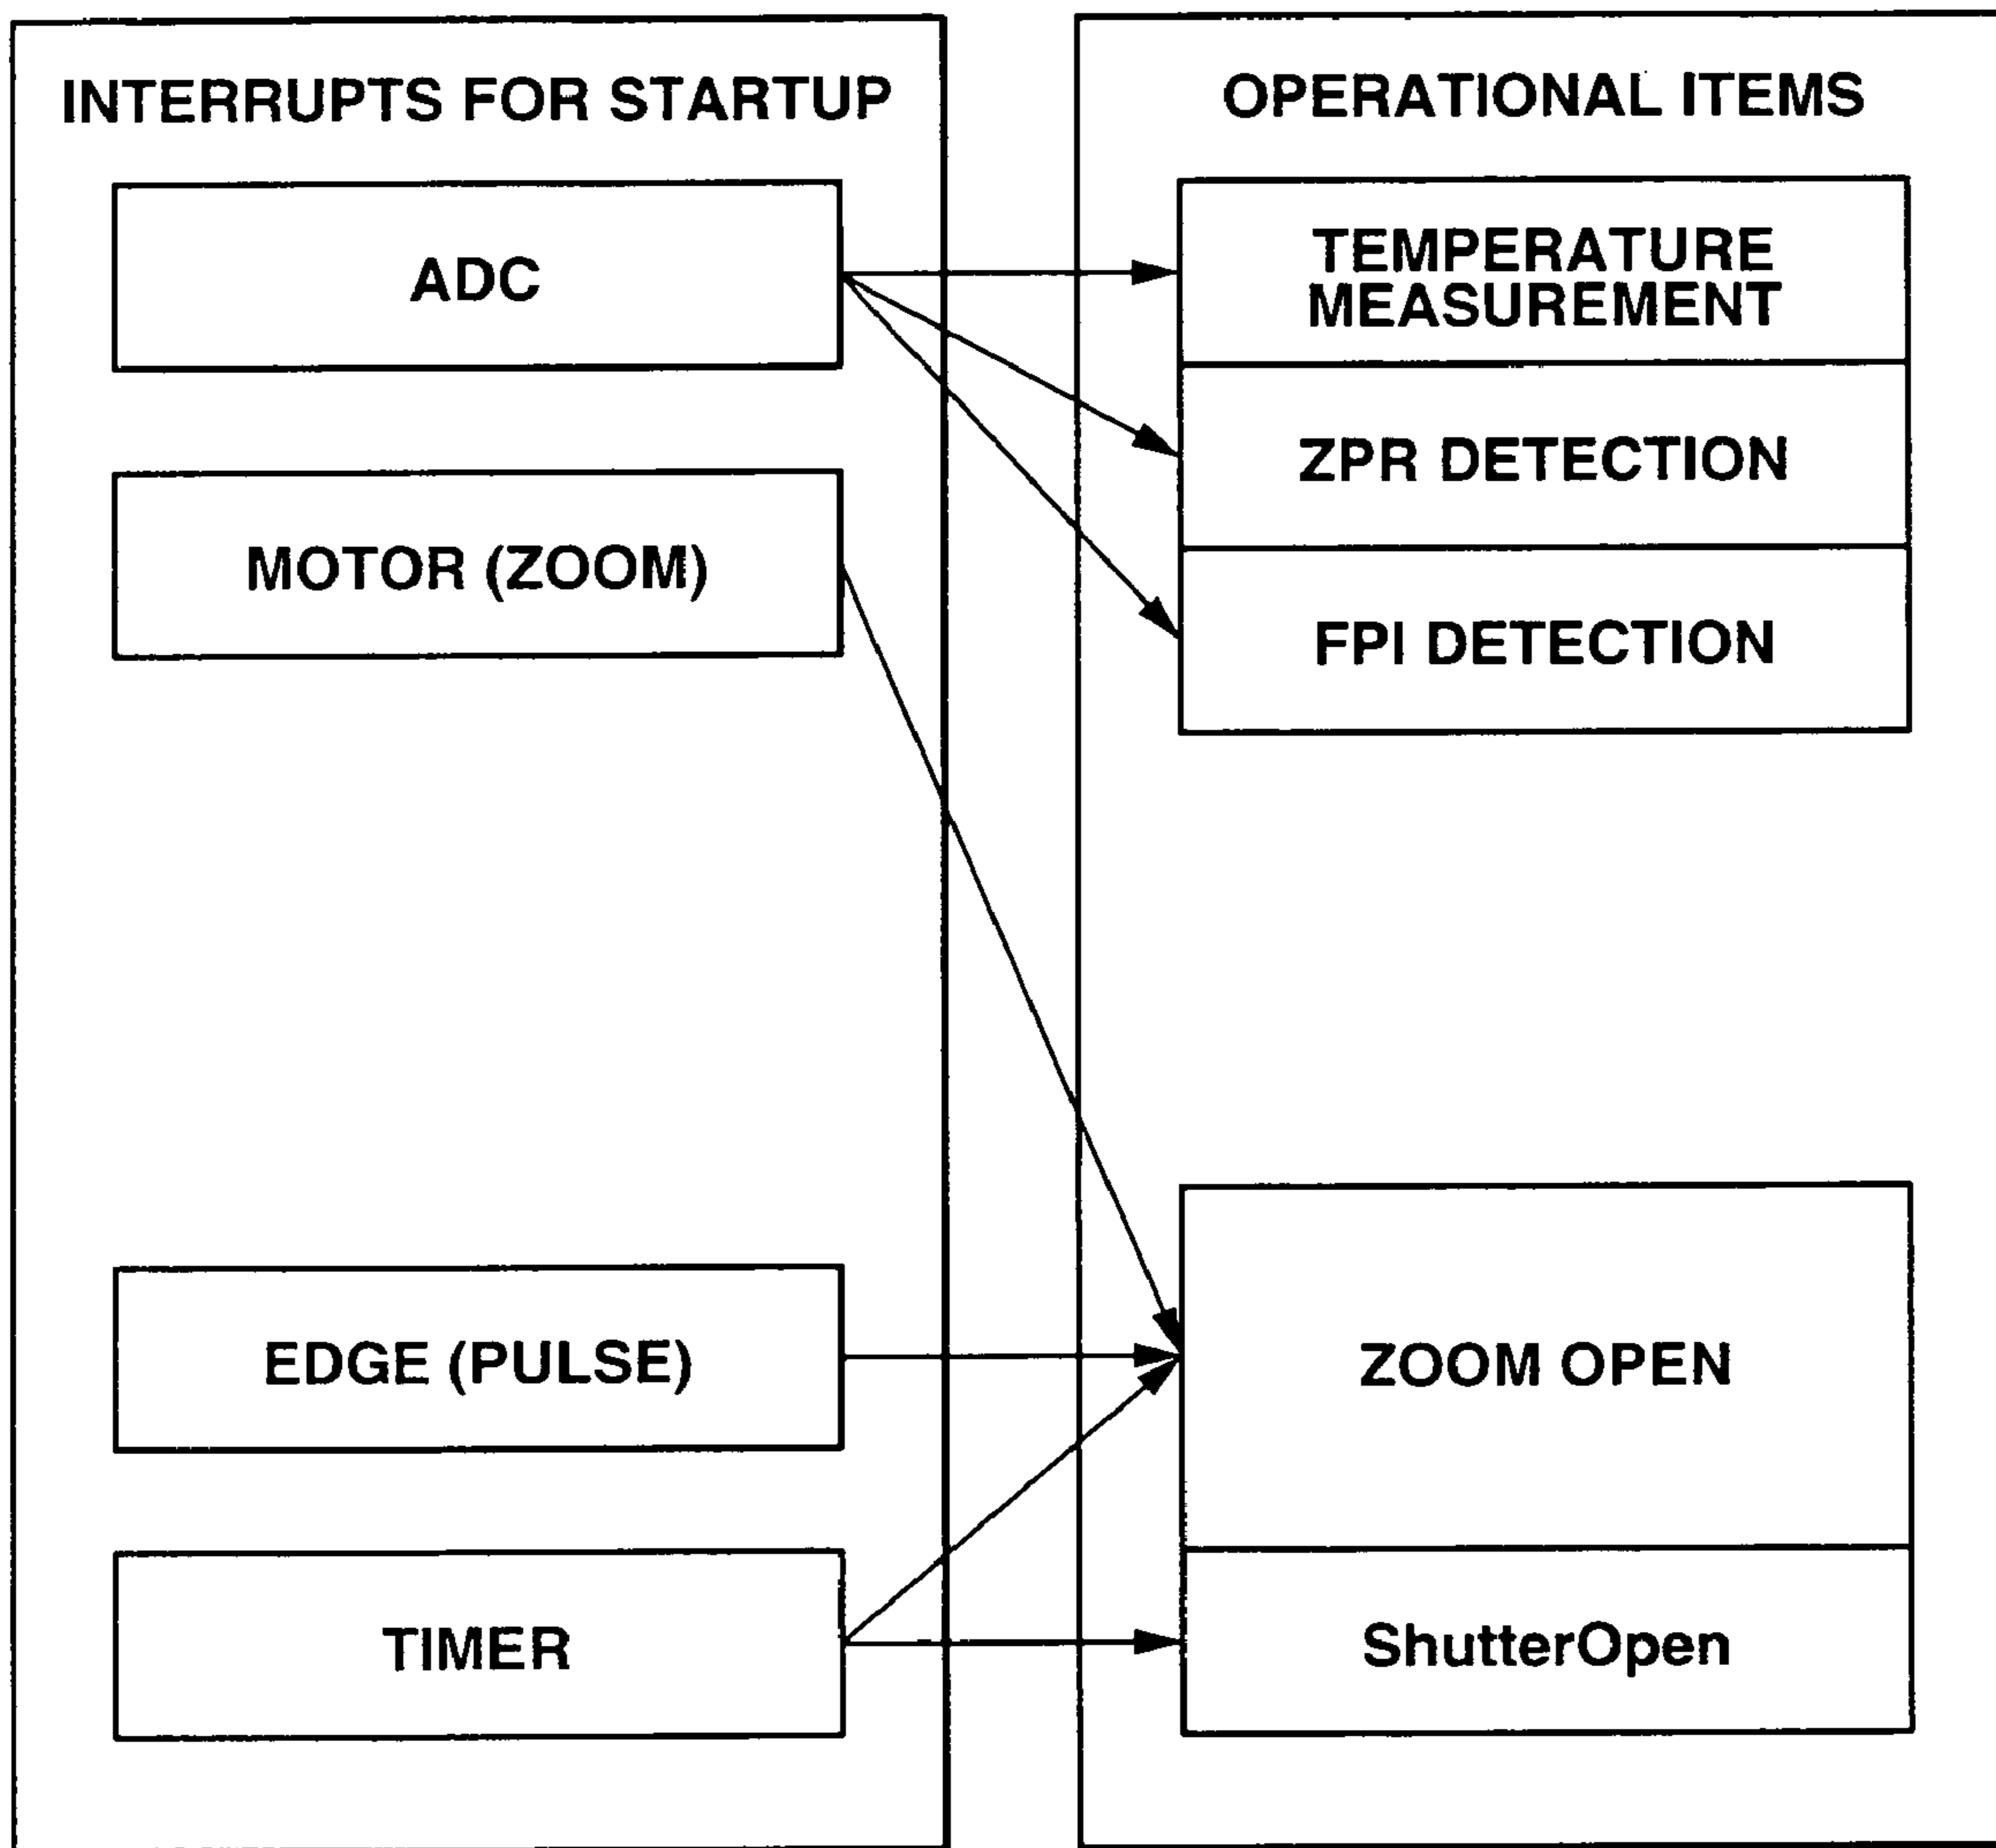 INTERRUPTS FOR STARTUP
ADC
MOTOR (ZOOM)
EDGE (PULSE)
TIMER
OPERATIONAL ITEMS
TEMPERATURE
MEASUREMENT
ZPR DETECTION
FPI DETECTION
ZOOM OPEN
ShutterOpen